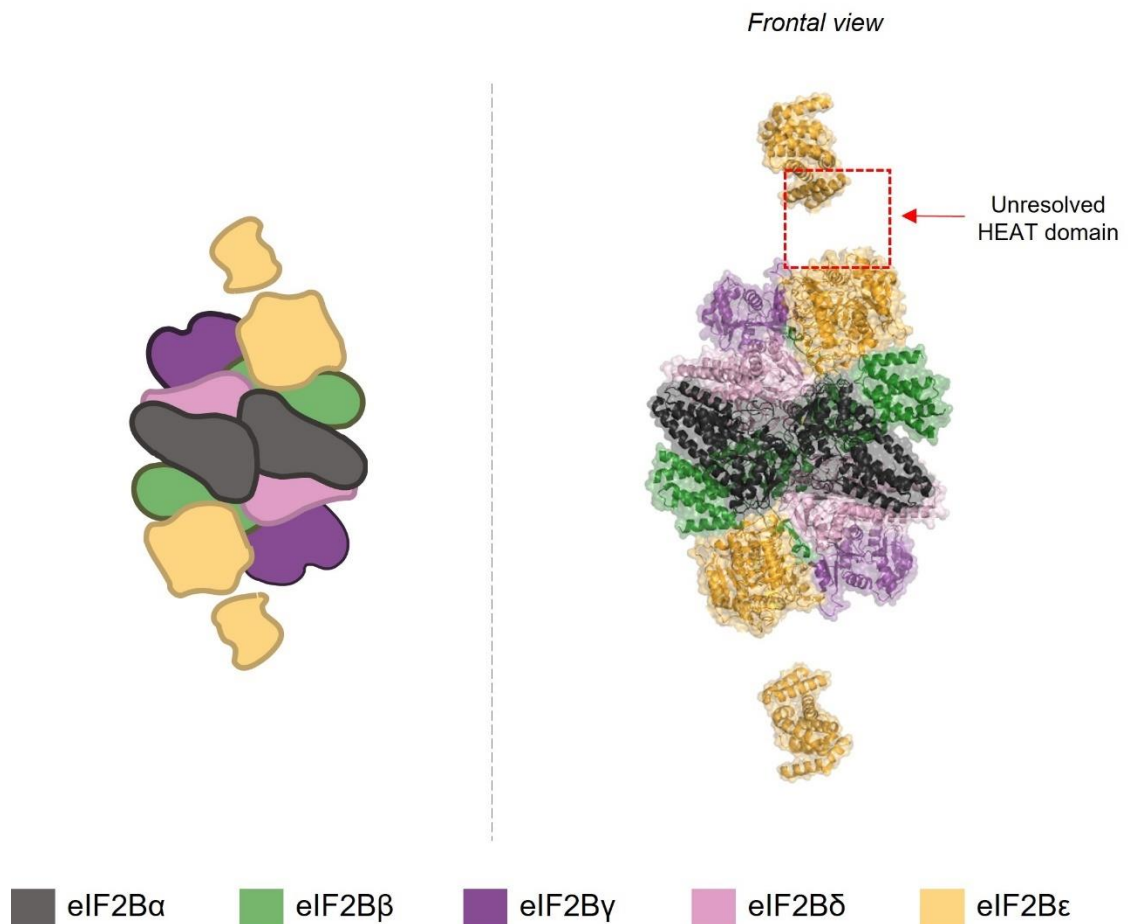 Frontal view
Unresolved
HEAT domain
eIF2Bα
eIF2Bβ
eIF2Bγ
eIF2Bδ
eIF2Bε